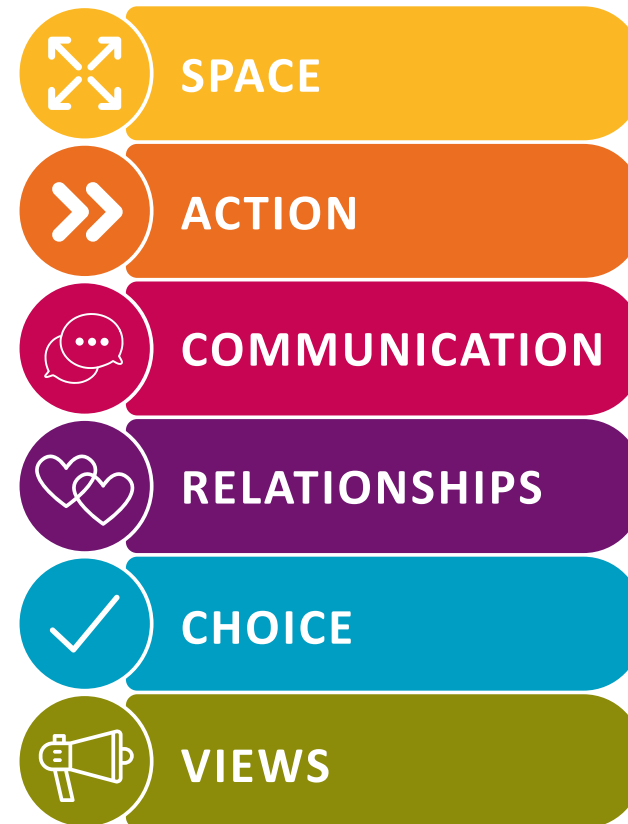 SPACE
ACTION
COMMUNICATION
RELATIONSHIPS
CHOICE
VIEWS